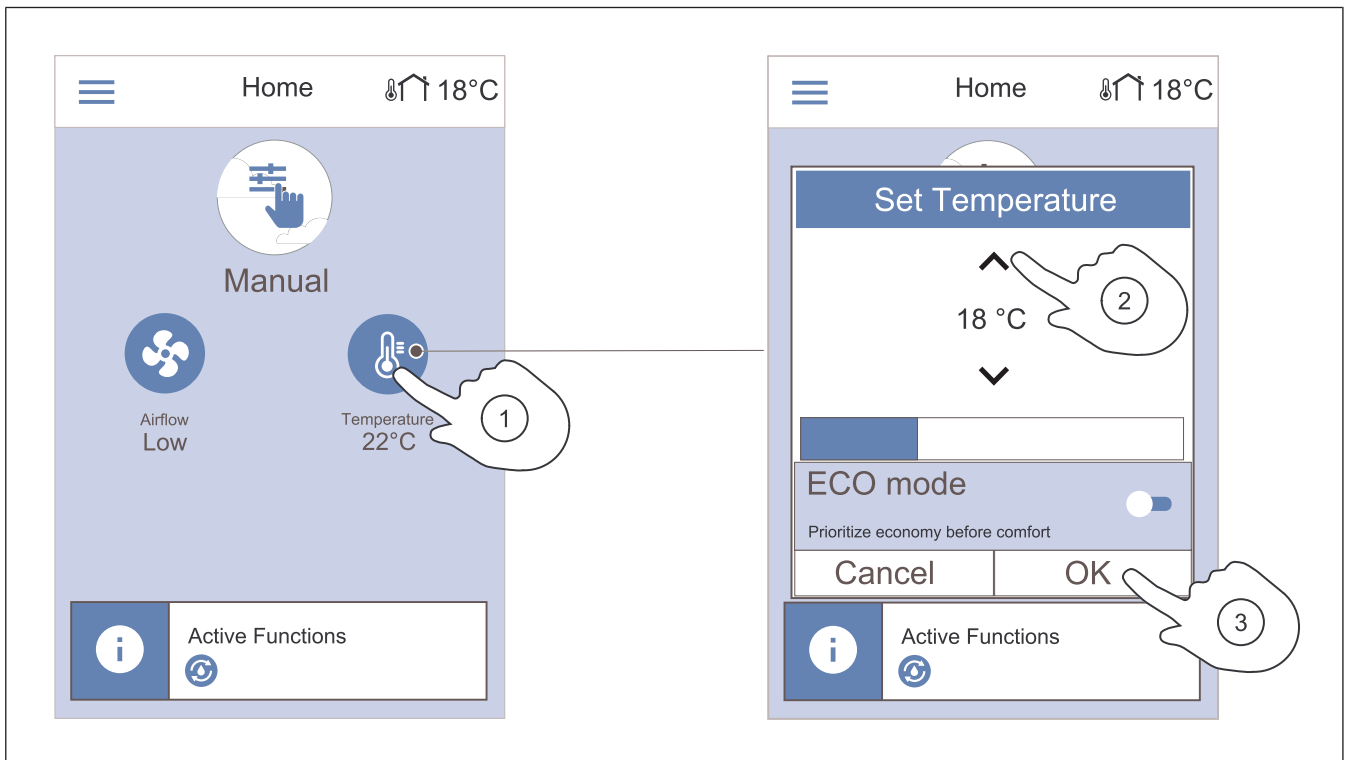 Home
18°C
Manual
Airflow
Low
Temperature
22°C
1
Active Functions
Home
18°C
Set Temperature
2
18 °C
ECO mode
Prioritize economy before comfort
Cancel
OK
3
Active Functions